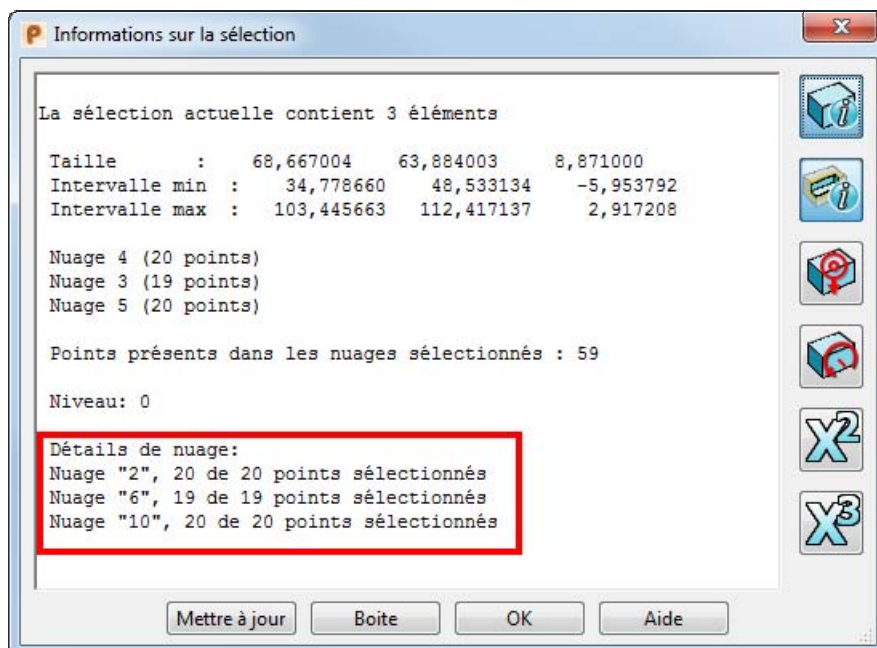 Informations sur la sélection
La sélection actuelle contient 3 éléments
Taille : 68,667004 63,884003 8,871000
Intervalle min : 34,778660 48,533134 -5,953792
Intervalle max : 103,445663 112,417137 2,917208
Nuage 4 (20 points)
Nuage 3 (19 points)
Nuage 5 (20 points)
Points présents dans les nuages sélectionnés : 59
Niveau: 0
Détails de nuage:
Nuage "2", 20 de 20 points sélectionnés
Nuage "6", 19 de 19 points sélectionnés
Nuage "10", 20 de 20 points sélectionnés
X2
X3
Mettre à jour Boite OK Aide